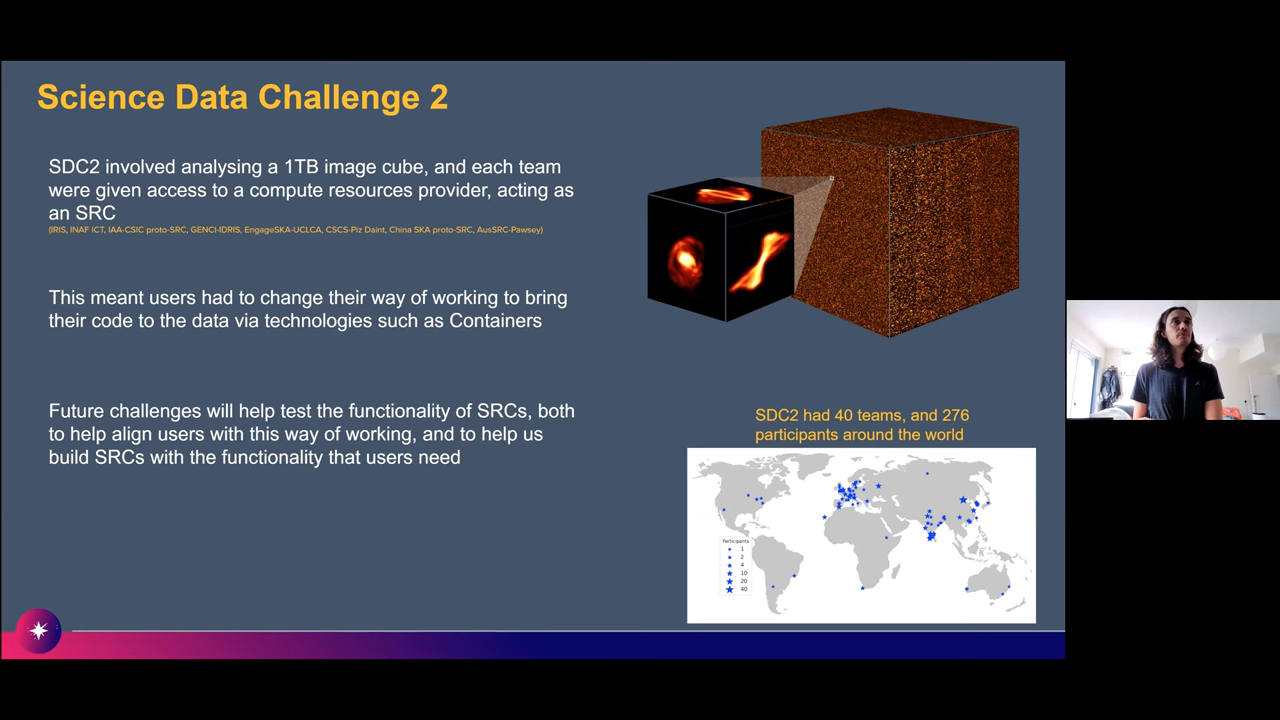 Science Data Challenge 2
SDC2 involved analysing a 1TB image cube, and each team
were given access to a compute resources provider, acting as
an SRC
(IRIS, INAF ICT, IAA-CSIC proto-SRC, GENCI-IDRIS, EngageSKA-UCLCA, CSCS-Piz Daint, China SKA proto-SRC, AusSRC-Pawsey)
This meant users had to change their way of working to bring
their code to the data via technologies such as Containers
Future challenges will help test the functionality of SRCs, both
to help align users with this way of working, and to help us
build SRCs with the functionality that users need
SDC2 had 40 teams, and 276
participants around the world
Participants
1
2
4
10
20
40